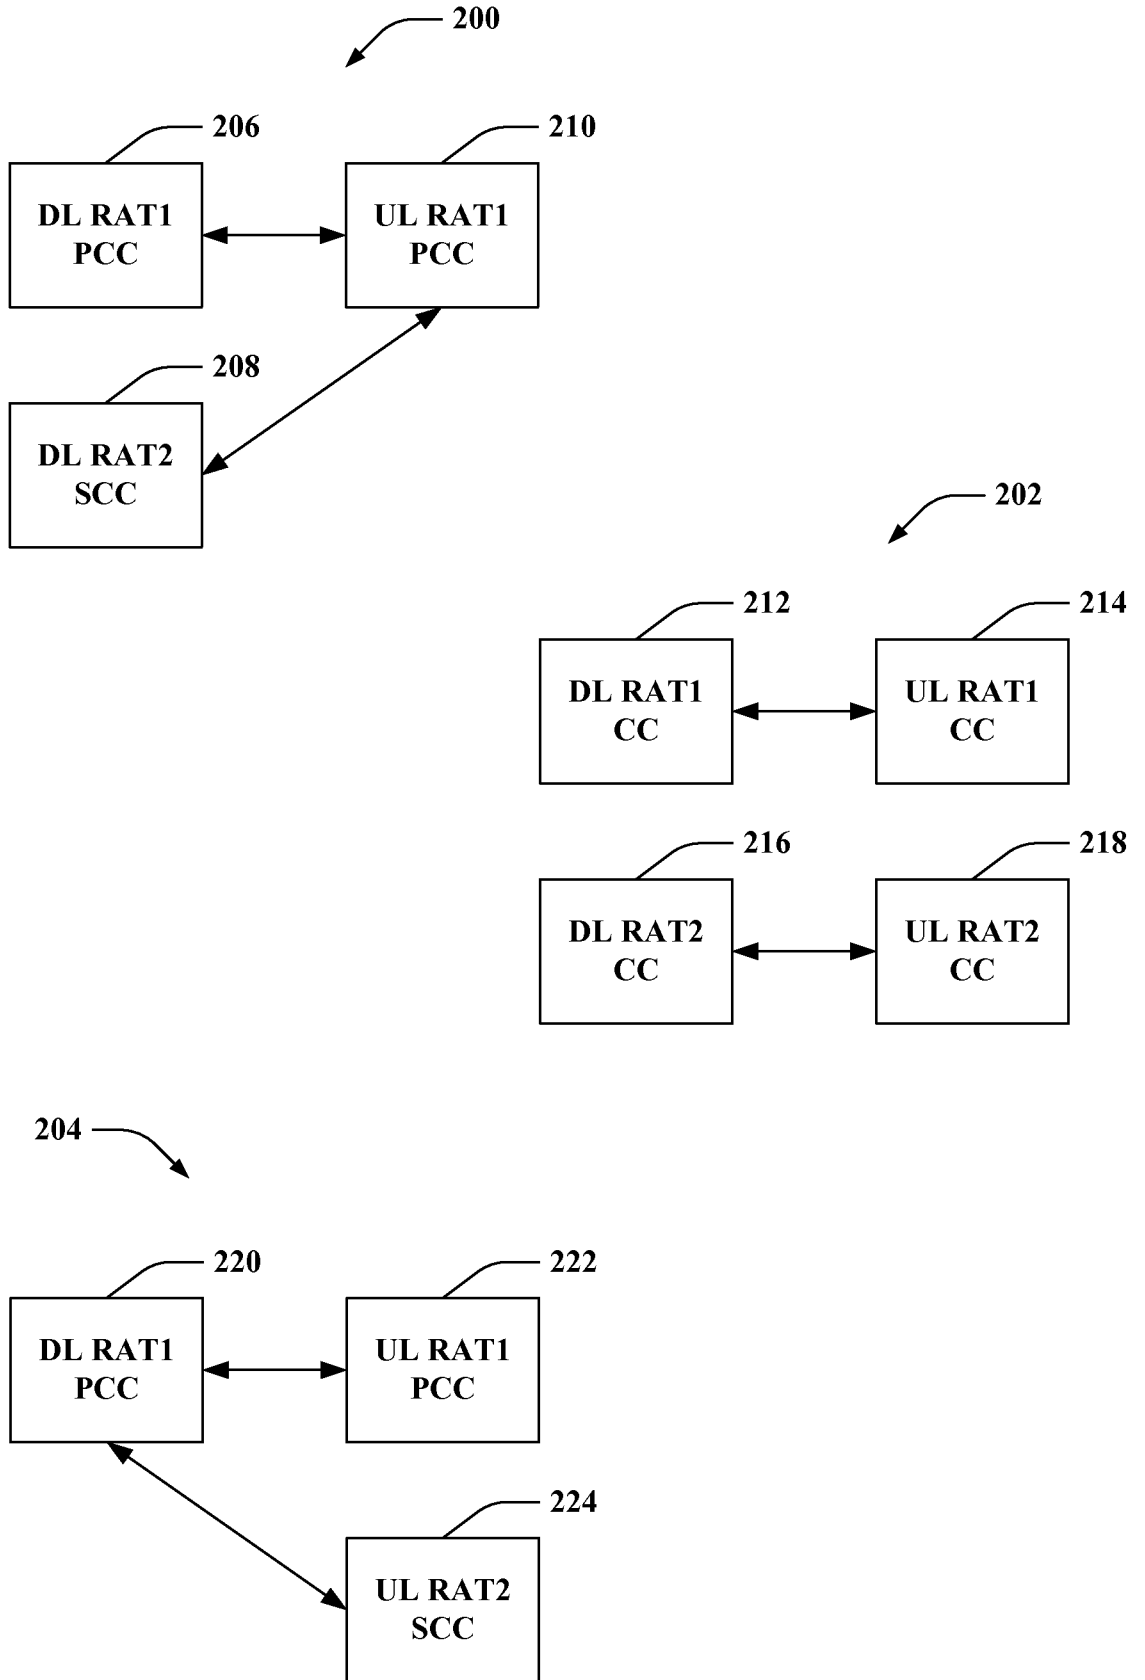 200
206
210
DL RAT1
PCC
UL RAT1
PCC
208
DL RAT2
SCC
202
212
214
DL RAT1
CC
UL RAT1
CC
216
218
DL RAT2
CC
UL RAT2
CC
204
220
222
DL RAT1
PCC
UL RAT1
PCC
224
UL RAT2
SCC